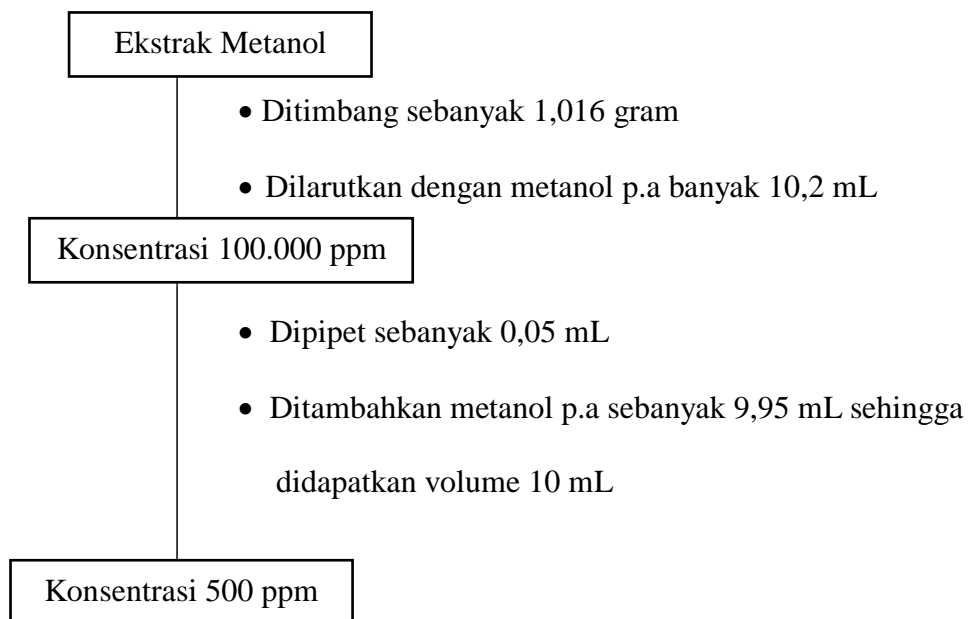 Ekstrak Metanol
• Ditimbang sebanyak 1,016 gram
• Dilarutkan dengan metanol p.a banyak 10,2 mL
Konsentrasi 100.000 ppm
• Dipipet sebanyak 0,05 mL
• Ditambahkan metanol p.a sebanyak 9,95 mL sehingga
didapatkan volume 10 mL
Konsentrasi 500 ppm